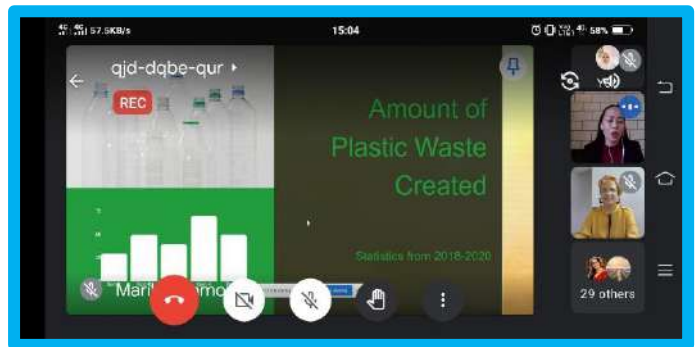 57.5KB/s
15:04
58%
qjd-dqbe-qur
REC
Amount of
Plastic Waste
Created
Statistics from 2018-2020
29 others